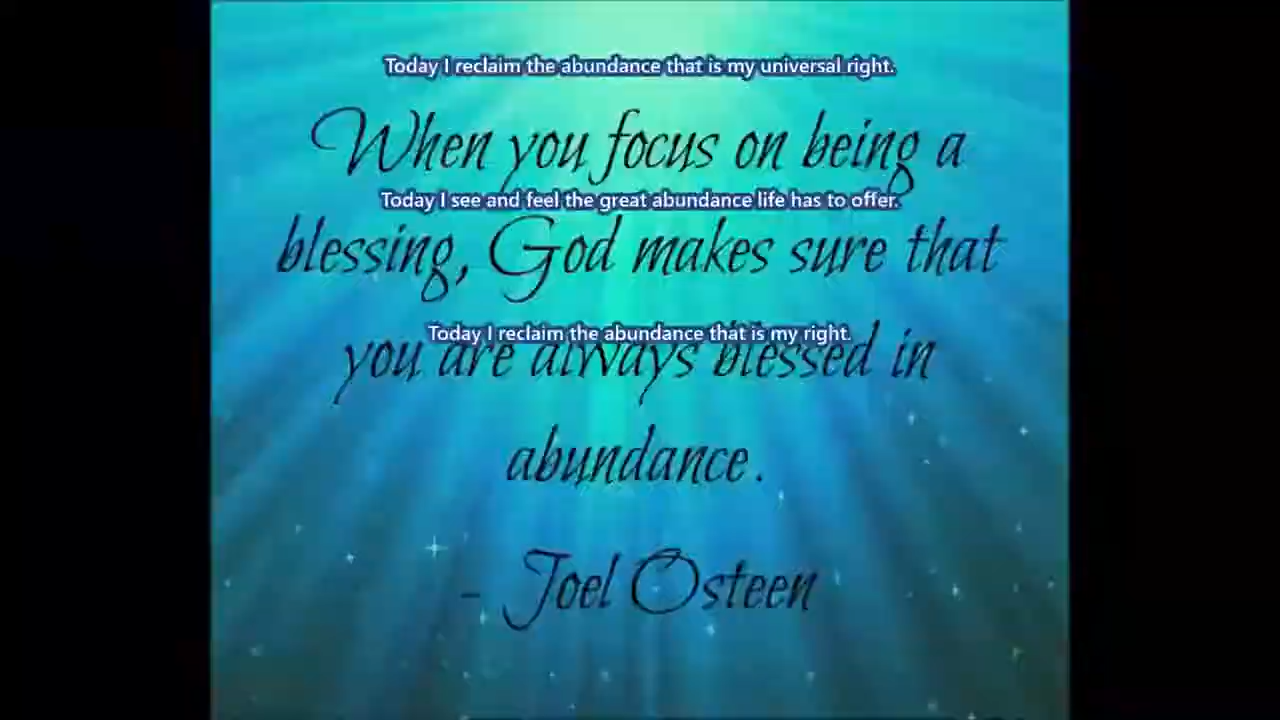 Today I reclaim the abundance that is my universal right.
When you focus on being a
Today I see and feel the great abundance life has to offer.
blessing, God makes sure that
Today I reclaim the abundance that is my right.
you are always blessed in
abundance.
- Joel Osteen